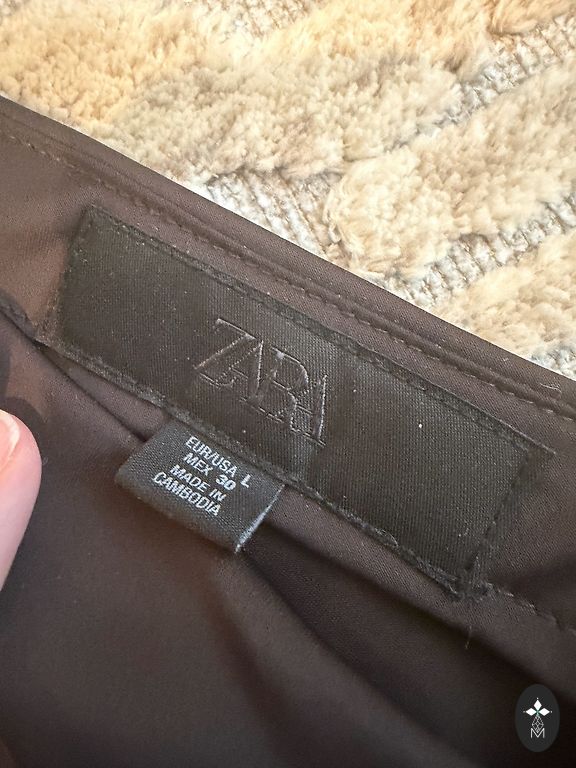 ZARA
EUR/USA L
MEX 30
MADE IN
CAMBODIA
M